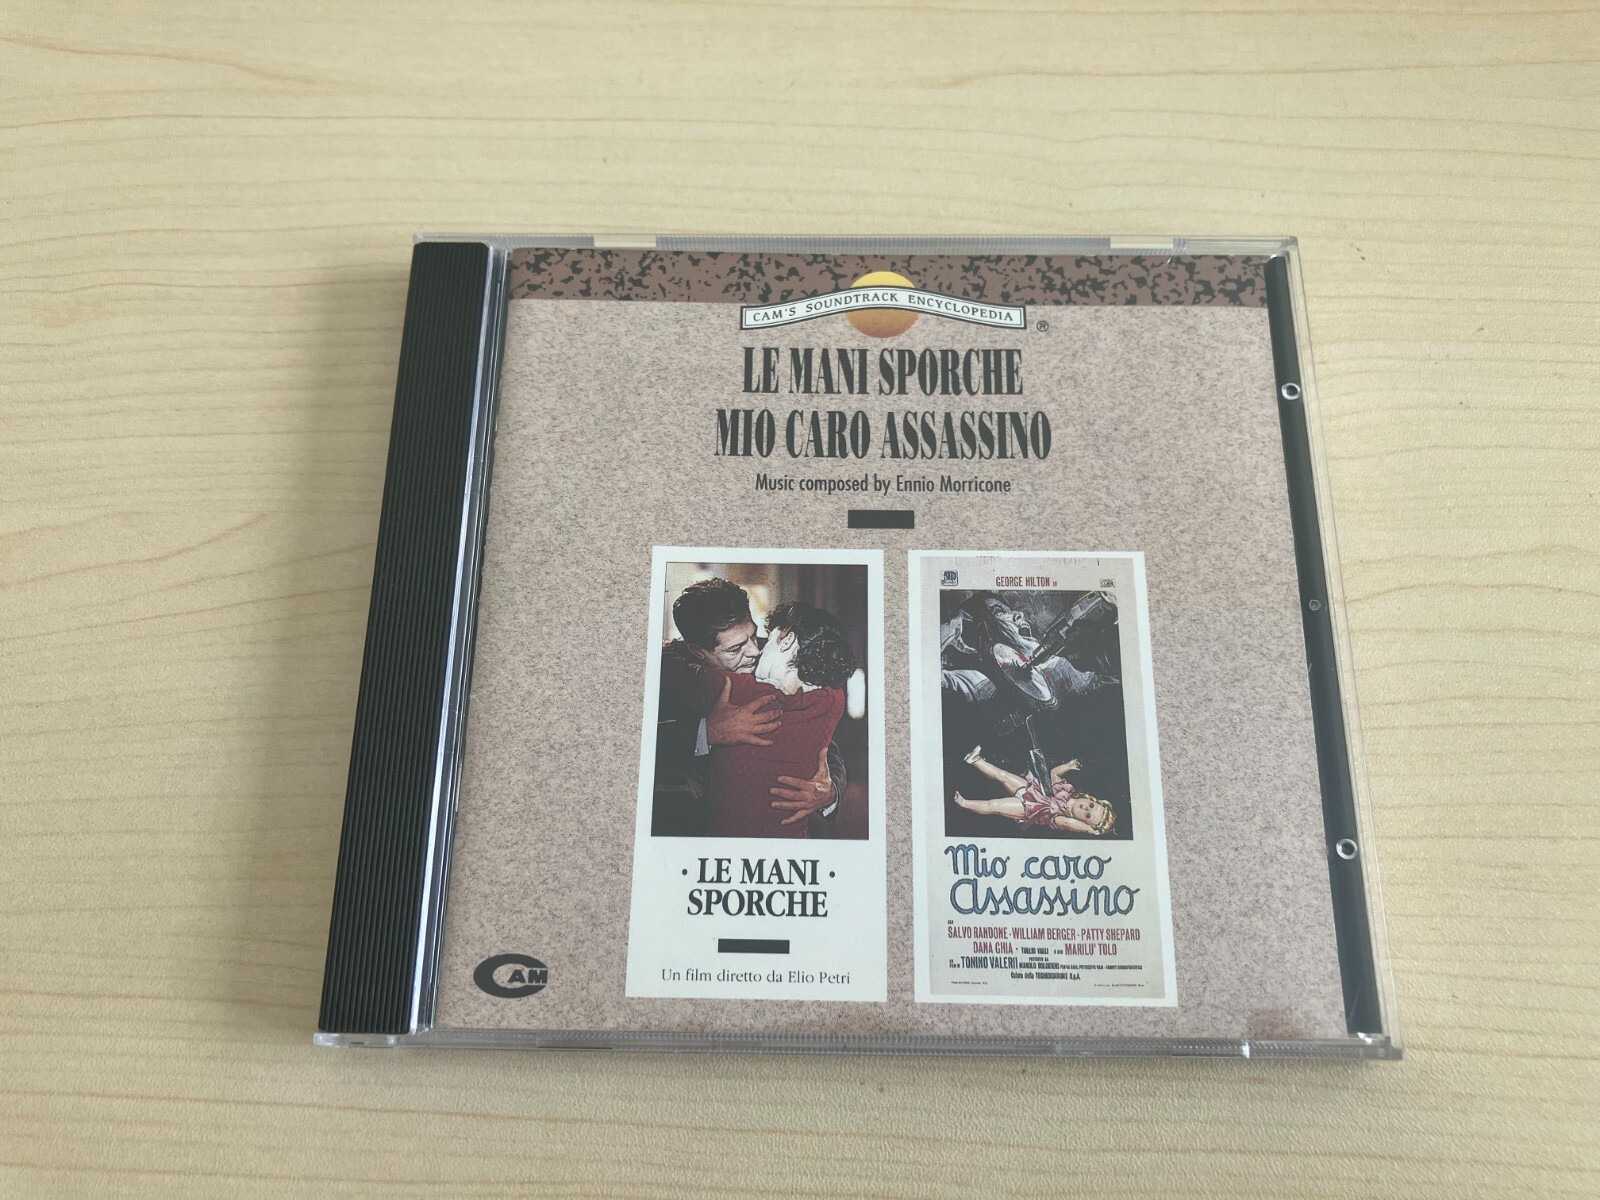 CAM'S SOUNDTRACK ENCYCLOPEDIA
®
LE MANI SPORCHE
MIO CARO ASSASSINO
Music composed by Ennio Morricone
· LE MANI ·
SPORCHE
Un film diretto da Elio Petri
GEORGE HILTON in
Mio caro
Assassino
SALVO RANDONE · WILLIAM BERGER · PATTY SHEPARD
DANA GHIA · MARILU' TOLO
TONINO VALERII
CAM